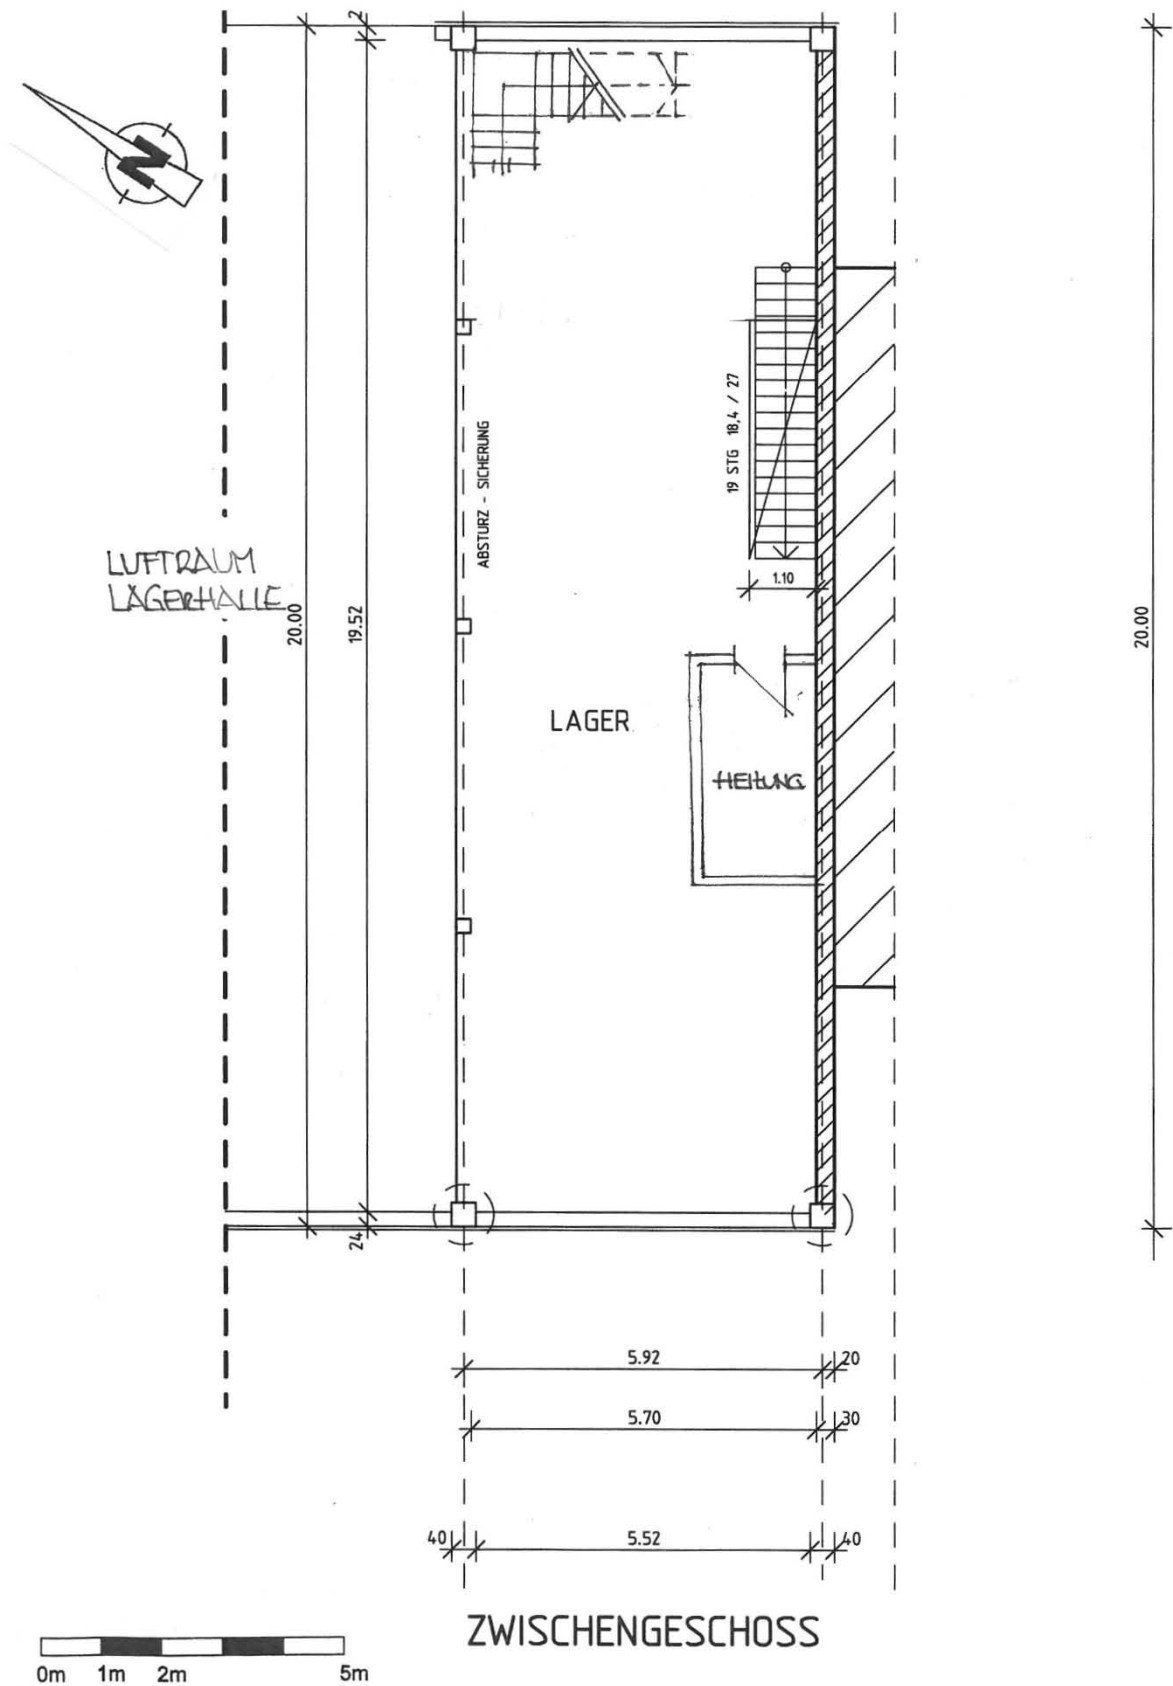 2
N
ABSTURZ - SICHERUNG
19 STG 18,4 / 27
1.10
LUFTRAUM
LAGERHALLE
20.00
19.52
20.00
LAGER
HEIZUNG
24
5.92
20
5.70
30
40
5.52
40
ZWISCHENGESCHOSS
0m 1m 2m 5m